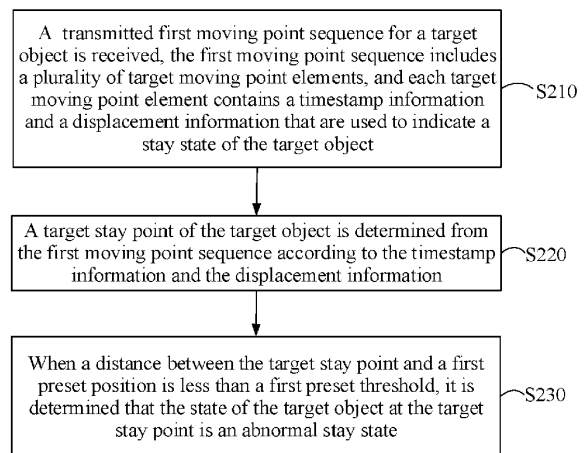 A transmitted first moving point sequence for a target
object is received, the first moving point sequence includes
a plurality of target moving point elements, and each target
moving point element contains a timestamp information
and a displacement information that are used to indicate a
stay state of the target object
S210
A target stay point of the target object is determined from
the first moving point sequence according to the timestamp
information and the displacement information
S220
When a distance between the target stay point and a first
preset position is less than a first preset threshold, it is
determined that the state of the target object at the target
stay point is an abnormal stay state
S230